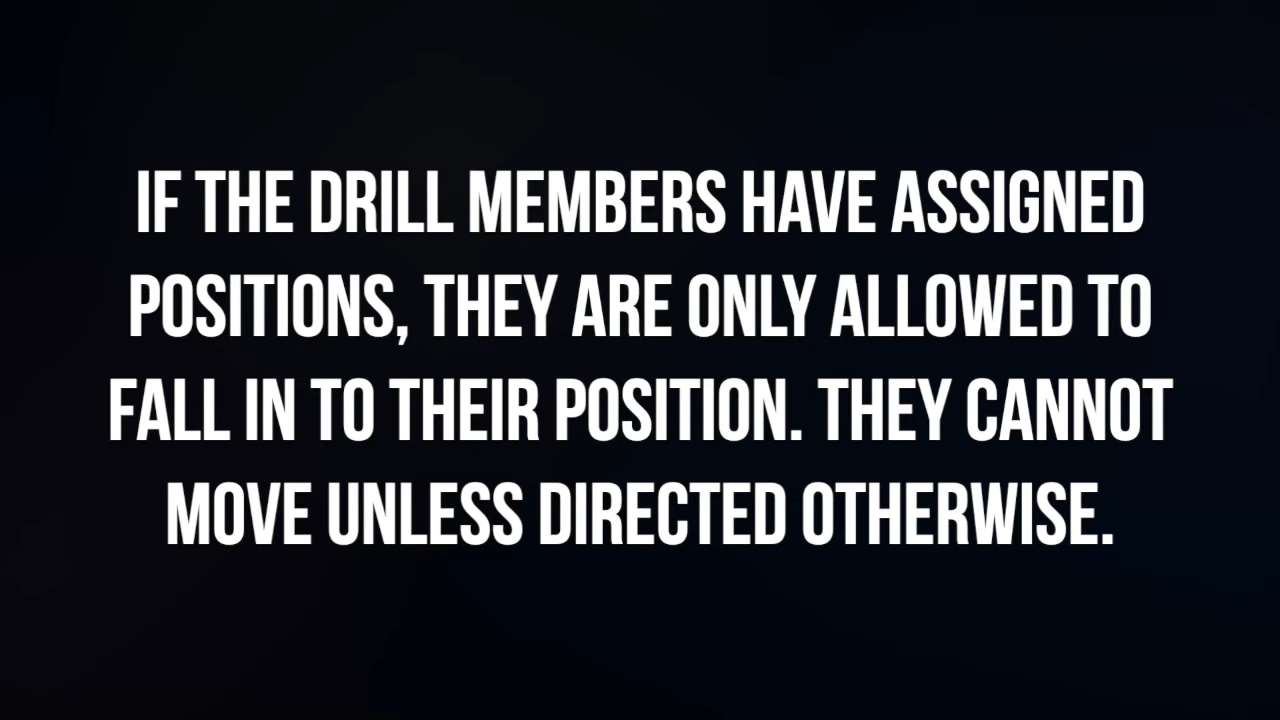 IF THE DRILL MEMBERS HAVE ASSIGNED
POSITIONS, THEY ARE ONLY ALLOWED TO
FALL IN TO THEIR POSITION. THEY CANNOT
MOVE UNLESS DIRECTED OTHERWISE.